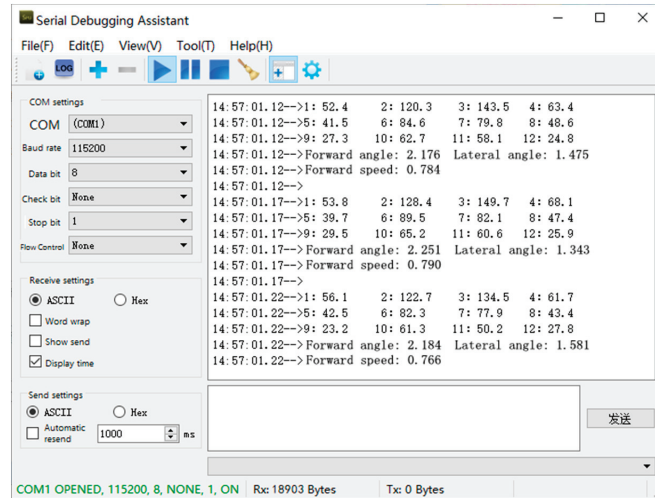 Serial Debugging Assistant
File(F) Edit(E) View(V) Tool(T) Help(H)
LOG
COM settings
COM (COM1)
Baud rate 115200
Data bit 8
Check bit None
Stop bit 1
Flow Control None
Receive settings
ASCII Hex
Word wrap
Show send
Display time
Send settings
ASCII Hex
Automatic resend 1000 ms
14:57:01.12-->1: 52.4 2: 120.3 3: 143.5 4: 63.4
14:57:01.12-->5: 41.5 6: 84.6 7: 79.8 8: 48.6
14:57:01.12-->9: 27.3 10: 62.7 11: 58.1 12: 24.8
14:57:01.12-->Forward angle: 2.176 Lateral angle: 1.475
14:57:01.12-->Forward speed: 0.784
14:57:01.12-->
14:57:01.17-->1: 53.8 2: 128.4 3: 149.7 4: 68.1
14:57:01.17-->5: 39.7 6: 89.5 7: 82.1 8: 47.4
14:57:01.17-->9: 29.5 10: 65.2 11: 60.6 12: 25.9
14:57:01.17-->Forward angle: 2.251 Lateral angle: 1.343
14:57:01.17-->Forward speed: 0.790
14:57:01.17-->
14:57:01.22-->1: 56.1 2: 122.7 3: 134.5 4: 61.7
14:57:01.22-->5: 42.5 6: 82.3 7: 77.9 8: 43.4
14:57:01.22-->9: 23.2 10: 61.3 11: 50.2 12: 27.8
14:57:01.22-->Forward angle: 2.184 Lateral angle: 1.581
14:57:01.22-->Forward speed: 0.766
发送
COM1 OPENED, 115200, 8, NONE, 1, ON Rx: 18903 Bytes Tx: 0 Bytes